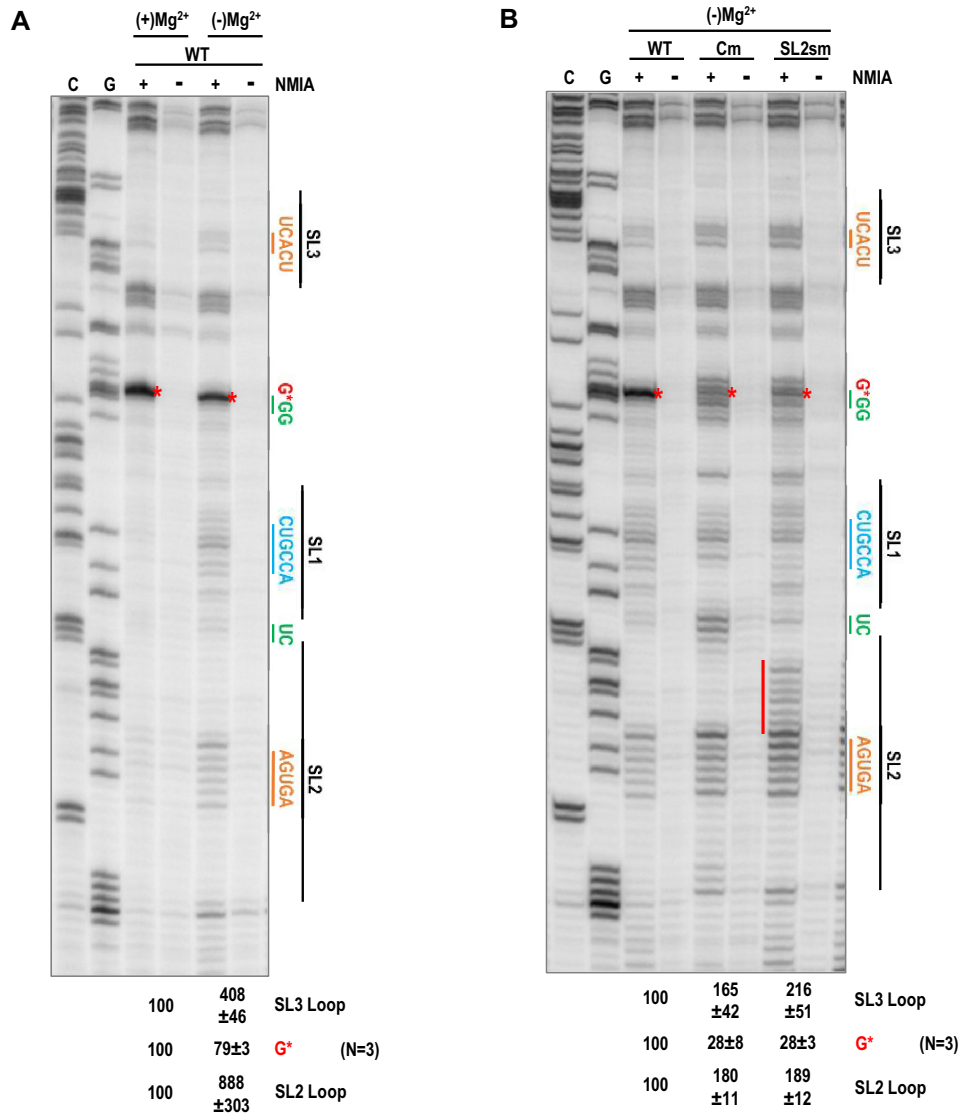 A
(+)Mg²⁺ (-)Mg²⁺
WT
C G + - + - NMIA
UCACU
SL3
G*GG
CUGCCA
SL1
UC
AGUGA
SL2
* *
100 408 ±46 SL3 Loop
100 79±3 G* (N=3)
100 888 ±303 SL2 Loop
B
(-)Mg²⁺
WT Cm SL2sm
C G + - + - + - NMIA
UCACU
SL3
G*GG
CUGCCA
SL1
UC
AGUGA
SL2
* * *
100 165 ±42 216 ±51 SL3 Loop
100 28±8 28±3 G* (N=3)
100 180 ±11 189 ±12 SL2 Loop